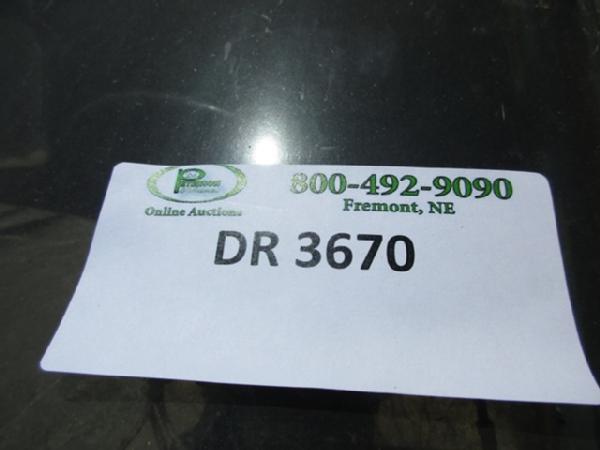 800-492-9090
Online Auctions
Fremont, NE
DR 3670